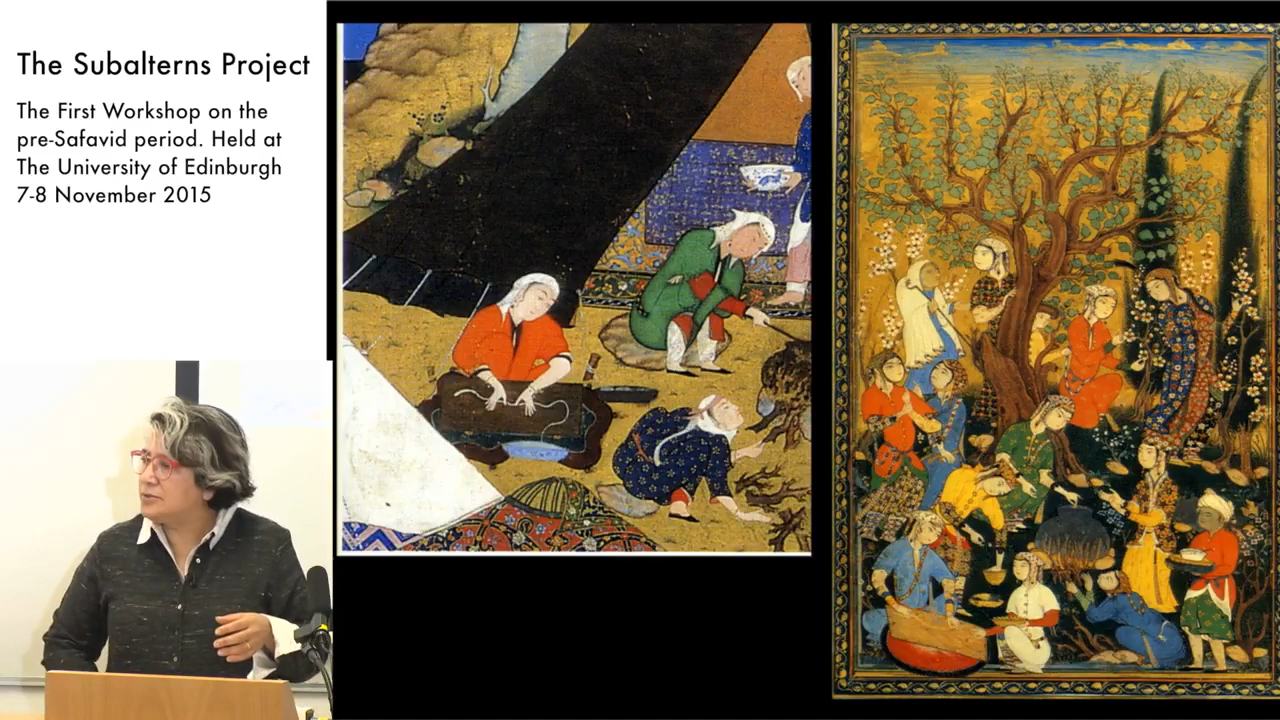 The Subalterns Project
The First Workshop on the
pre-Safavid period. Held at
The University of Edinburgh
7-8 November 2015